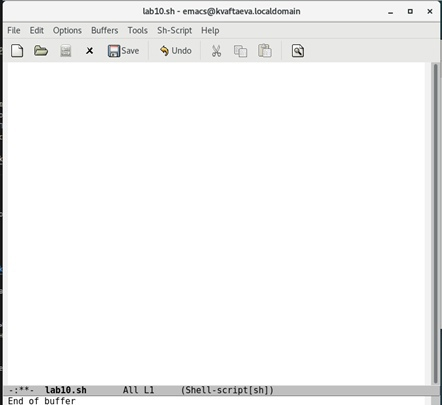 lab10.sh - emacs@kvaftaeva.localdomain
File Edit Options Buffers Tools Sh-Script Help
Save Undo
-:**- lab10.sh All L1 (Shell-script[sh])
End of buffer